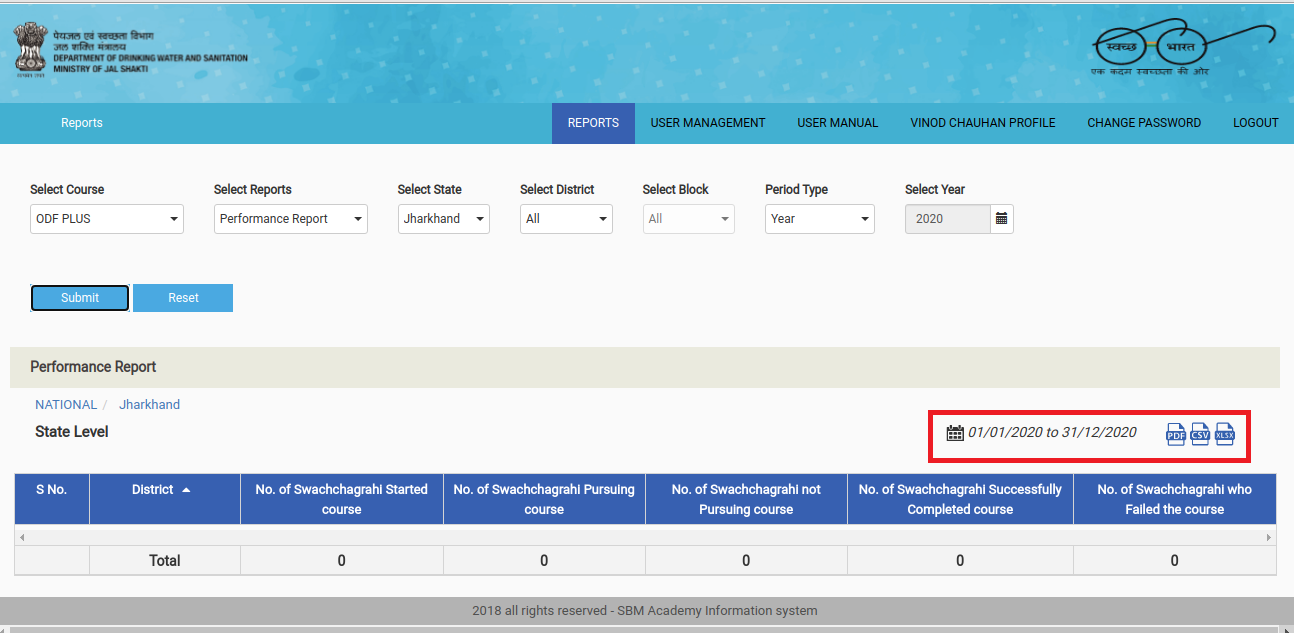 पेयजल एवं स्वच्छता विभाग
जल शक्ति मंत्रालय
DEPARTMENT OF DRINKING WATER AND SANITATION
MINISTRY OF JAL SHAKTI
स्वच्छ भारत
एक कदम स्वच्छता की ओर
Reports REPORTS USER MANAGEMENT USER MANUAL VINOD CHAUHAN PROFILE CHANGE PASSWORD LOGOUT
Select Course Select Reports Select State Select District Select Block Period Type Select Year
ODF PLUS Performance Report Jharkhand All All Year 2020
Submit Reset
Performance Report
NATIONAL / Jharkhand
State Level
01/01/2020 to 31/12/2020 PDF CSV XLSX
S No. District No. of Swachchagrahi Started course No. of Swachchagrahi Pursuing course No. of Swachchagrahi not Pursuing course No. of Swachchagrahi Successfully Completed course No. of Swachchagrahi who Failed the course
Total 0 0 0 0 0
2018 all rights reserved - SBM Academy Information system